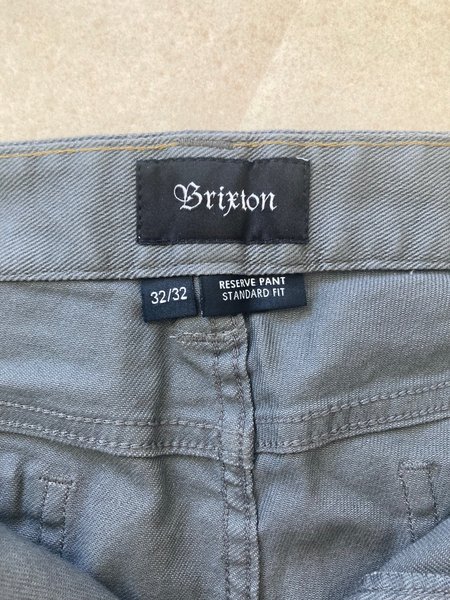 Brixton
32/32
RESERVE PANT
STANDARD FIT